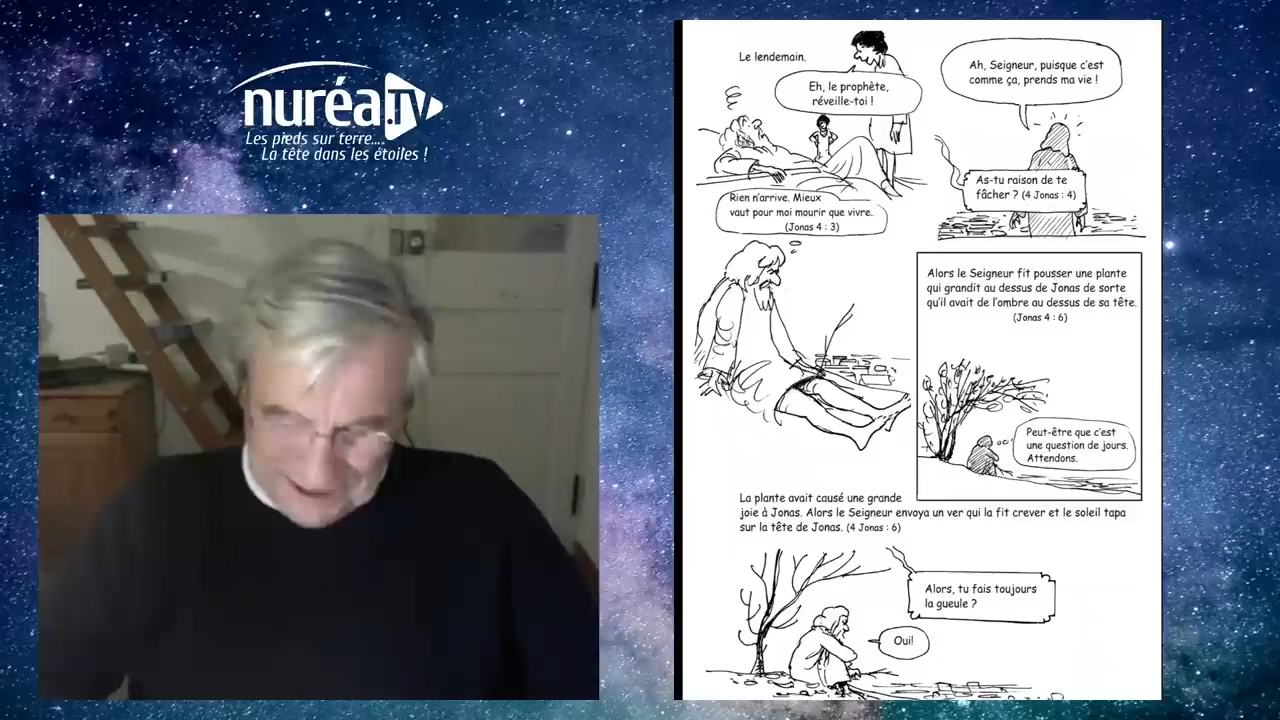 nuréa.TV
Les pieds sur terre....
La tête dans les étoiles !
Le lendemain.
Eh, le prophète,
réveille-toi !
Ah, Seigneur, puisque c'est
comme ça, prends ma vie !
As-tu raison de te
fâcher ? (4 Jonas : 4)
Rien n'arrive. Mieux
vaut pour moi mourir que vivre.
(Jonas 4 : 3)
Alors le Seigneur fit pousser une plante
qui grandit au dessus de Jonas de sorte
qu'il avait de l'ombre au dessus de sa tête.
(Jonas 4 : 6)
Peut-être que c'est
une question de jours.
Attendons.
La plante avait causé une grande
joie à Jonas. Alors le Seigneur envoya un ver qui la fit crever et le soleil tapa
sur la tête de Jonas. (4 Jonas : 6)
Alors, tu fais toujours
la gueule ?
Oui!